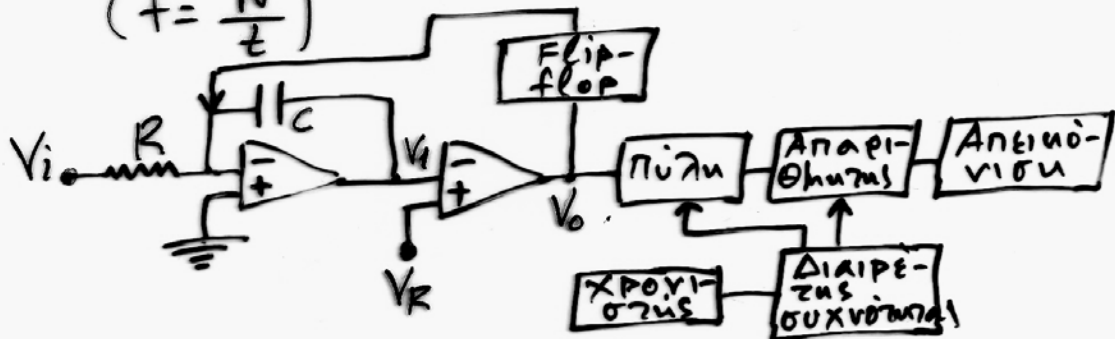 (f = N/t)
Flip-
flop
C
R
Vi
V1
-
+
-
+
Vo
VR
Πύλη
Απαρι-
θμητής
Απεικό-
νιση
Χρονι-
στής
Διαιρέ-
της
συχνότητας